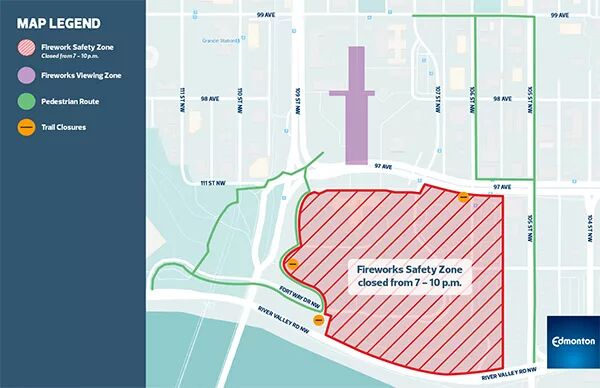 MAP LEGEND
Firework Safety Zone
Closed from 7 – 10 p.m.
Fireworks Viewing Zone
Pedestrian Route
Trail Closures
99 AVE
99 AVE
Grandin Station
111 ST NW
110 ST NW
109 ST NW
107 ST NW
106 ST NW
105 ST NW
98 AVE
98 AVE
97 AVE
97 AVE
111 ST NW
105 ST NW
104 ST NW
Fireworks Safety Zone
closed from 7 – 10 p.m.
FORTWAY DR NW
RIVER VALLEY RD NW
RIVER VALLEY RD NW
Edmonton